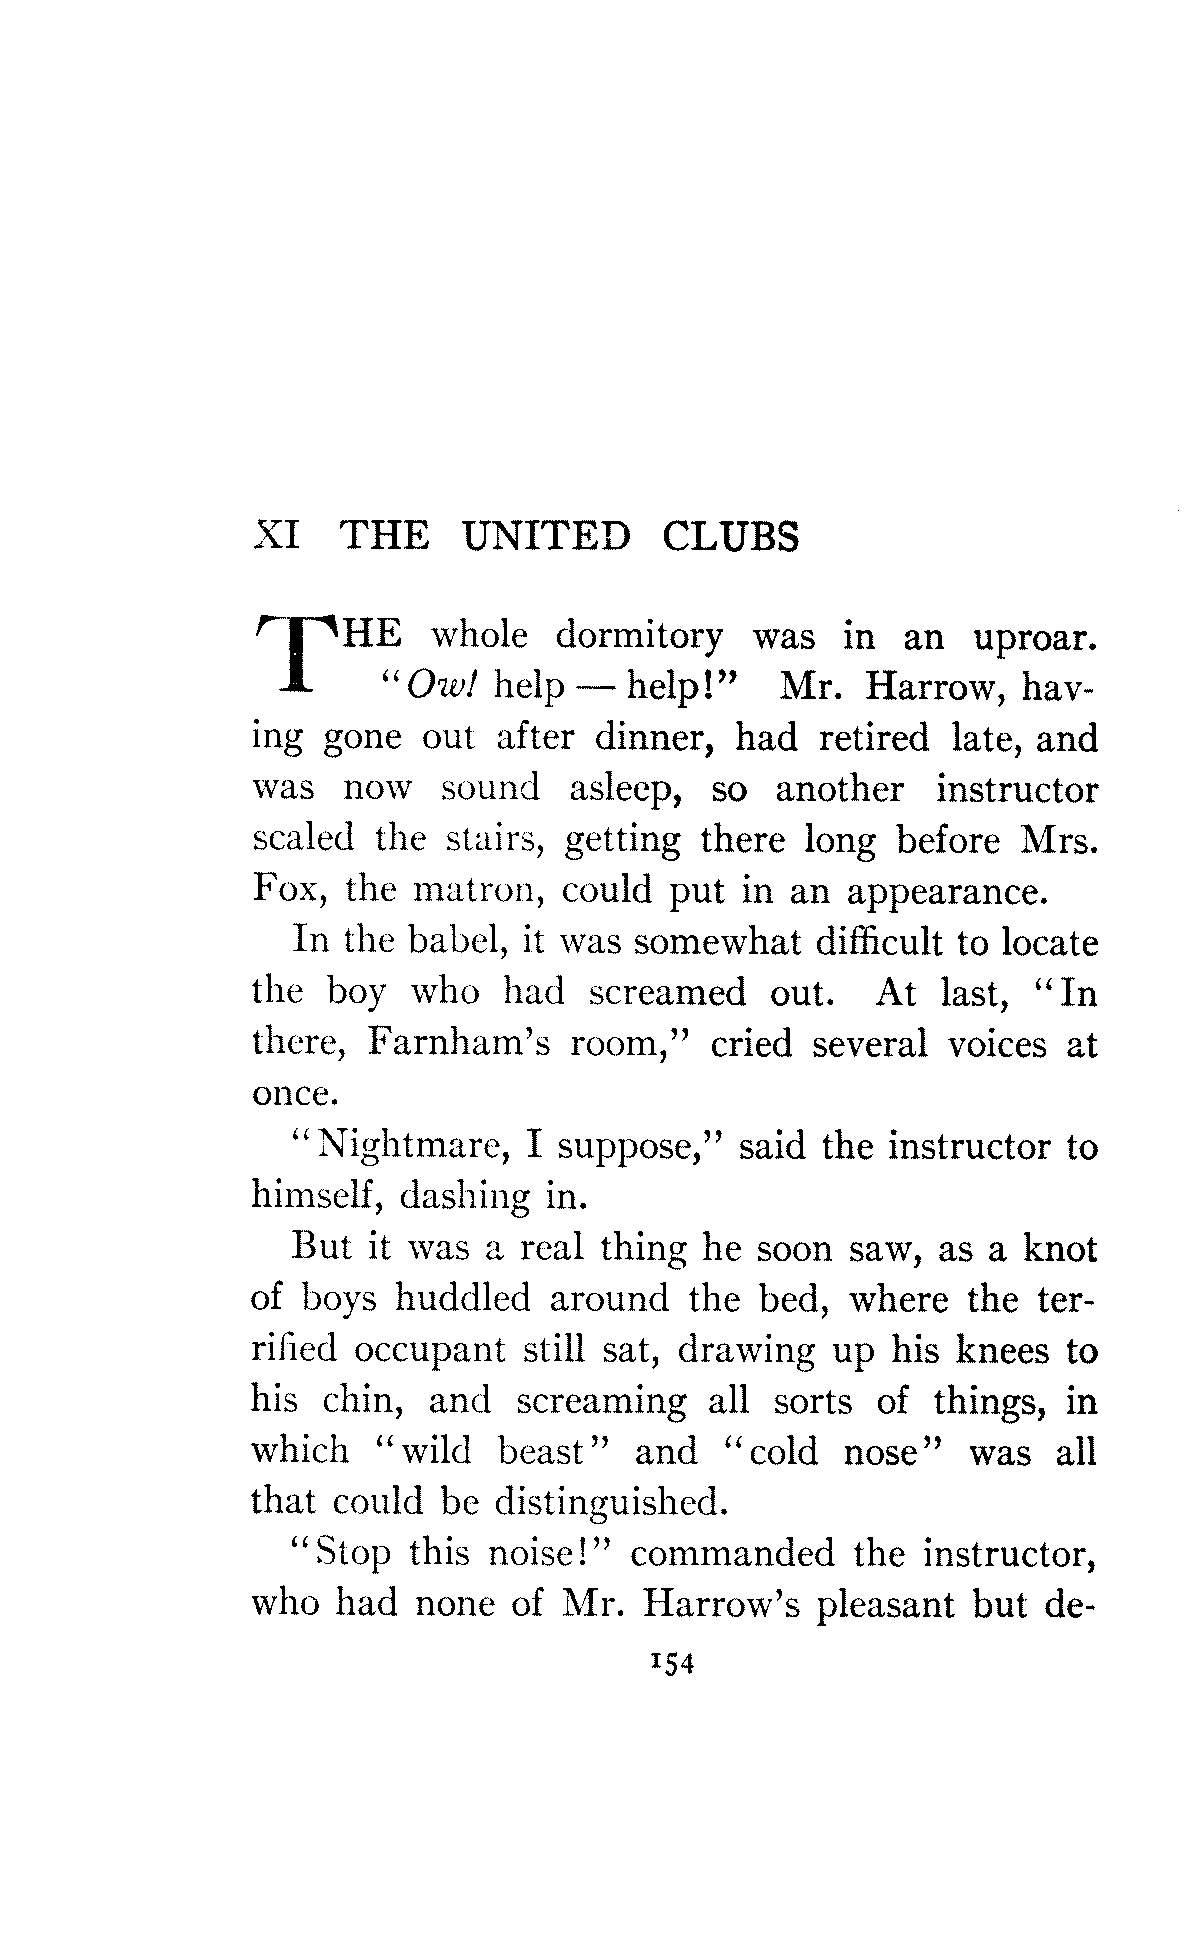 XI THE UNITED CLUBS
THE whole dormitory was in an uproar.
"Ow! help — help!" Mr. Harrow, hav-
ing gone out after dinner, had retired late, and
was now sound asleep, so another instructor
scaled the stairs, getting there long before Mrs.
Fox, the matron, could put in an appearance.
In the babel, it was somewhat difficult to locate
the boy who had screamed out. At last, "In
there, Farnham's room," cried several voices at
once.
"Nightmare, I suppose," said the instructor to
himself, dashing in.
But it was a real thing he soon saw, as a knot
of boys huddled around the bed, where the ter-
rified occupant still sat, drawing up his knees to
his chin, and screaming all sorts of things, in
which "wild beast" and "cold nose" was all
that could be distinguished.
"Stop this noise!" commanded the instructor,
who had none of Mr. Harrow's pleasant but de-
154